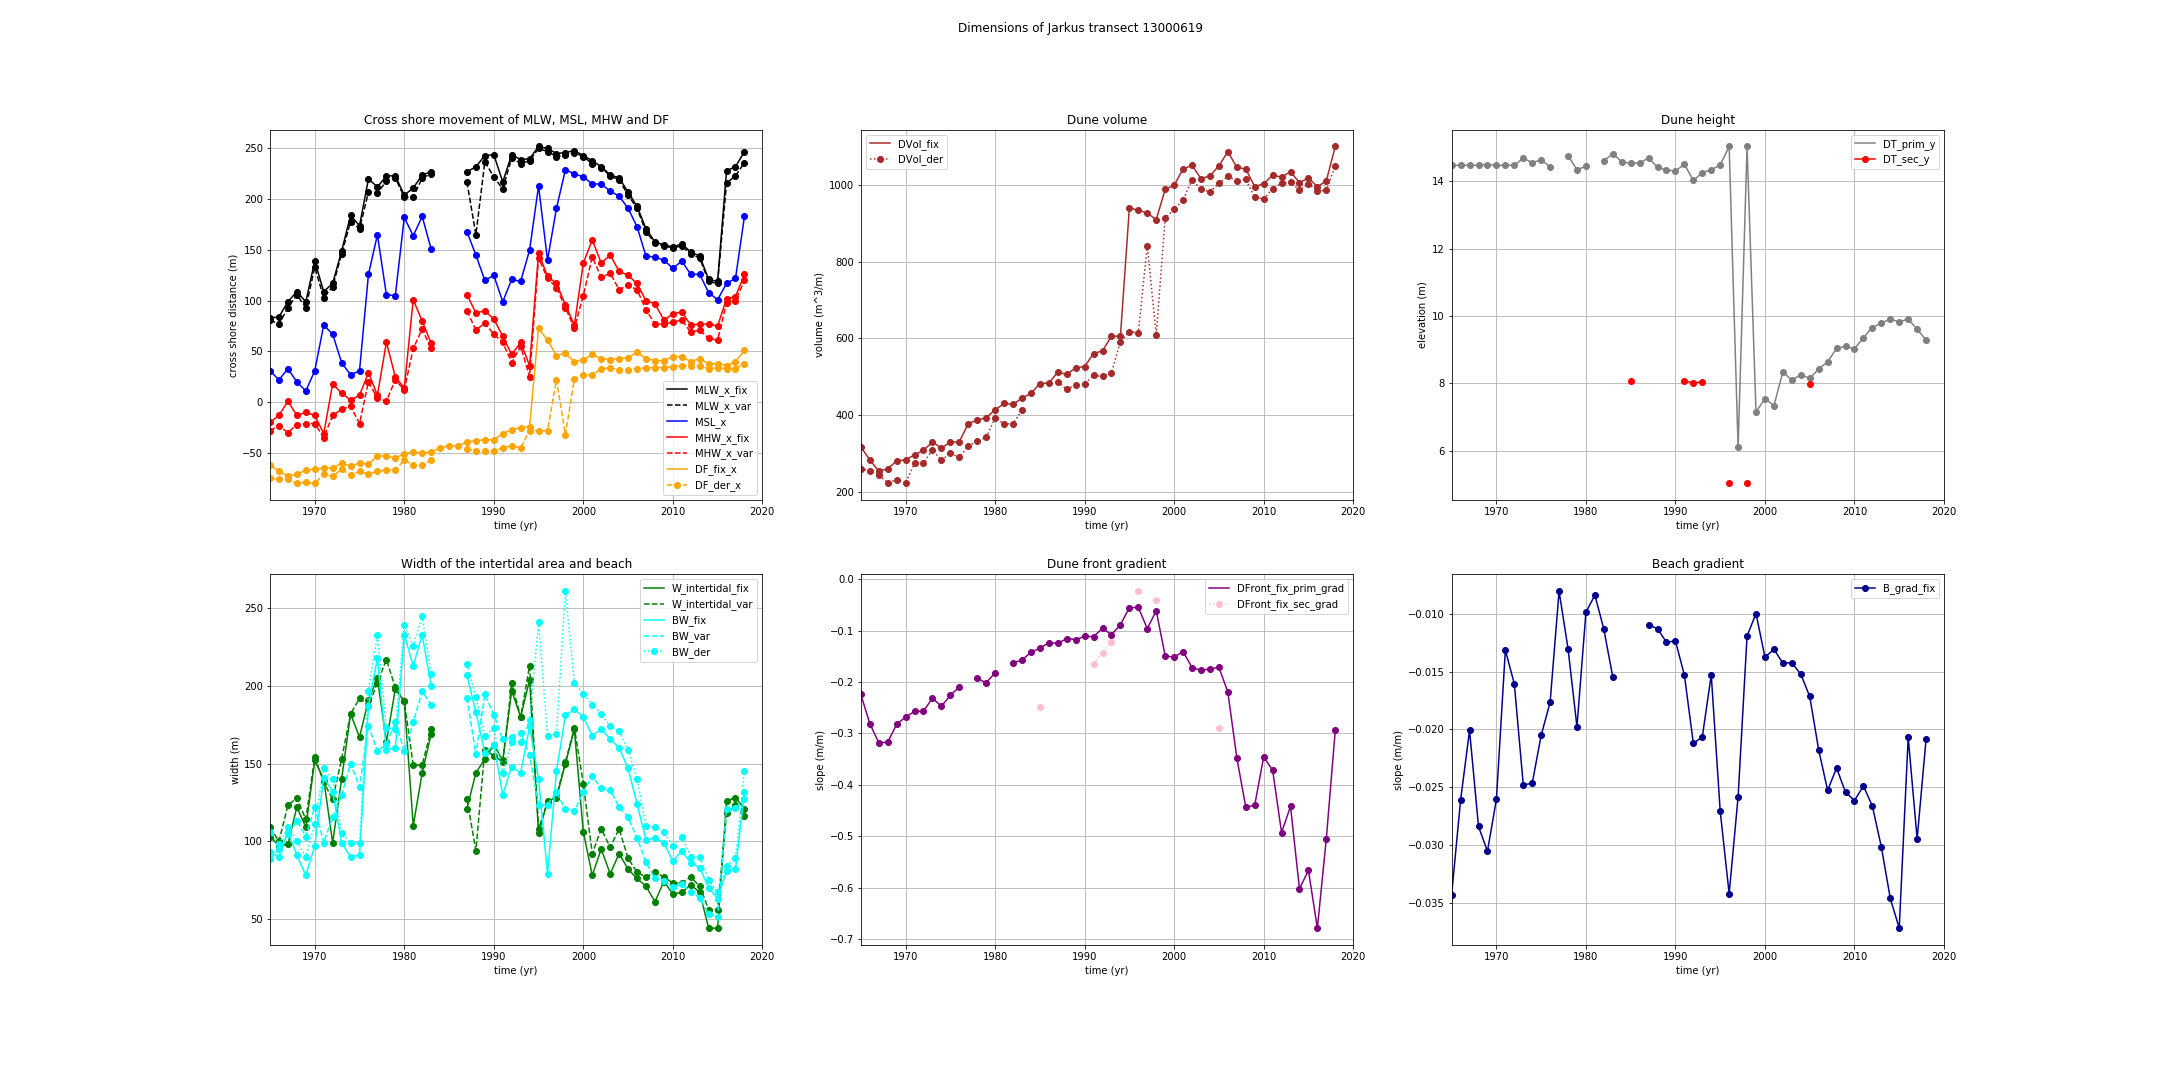 Dimensions of Jarkus transect 13000619
Cross shore movement of MLW, MSL, MHW and DF
cross shore distance (m)
250
200
150
100
50
0
−50
1970
1980
1990
2000
2010
2020
time (yr)
MLW_x_fix
MLW_x_var
MSL_x
MHW_x_fix
MHW_x_var
DF_fix_x
DF_der_x
Dune volume
volume (m^3/m)
1000
800
600
400
200
1970
1980
1990
2000
2010
2020
time (yr)
DVol_fix
DVol_der
Dune height
elevation (m)
14
12
10
8
6
1970
1980
1990
2000
2010
2020
time (yr)
DT_prim_y
DT_sec_y
Width of the intertidal area and beach
width (m)
250
200
150
100
50
1970
1980
1990
2000
2010
2020
time (yr)
W_intertidal_fix
W_intertidal_var
BW_fix
BW_var
BW_der
Dune front gradient
slope (m/m)
0.0
−0.1
−0.2
−0.3
−0.4
−0.5
−0.6
−0.7
1970
1980
1990
2000
2010
2020
time (yr)
DFront_fix_prim_grad
DFront_fix_sec_grad
Beach gradient
slope (m/m)
−0.010
−0.015
−0.020
−0.025
−0.030
−0.035
1970
1980
1990
2000
2010
2020
time (yr)
B_grad_fix